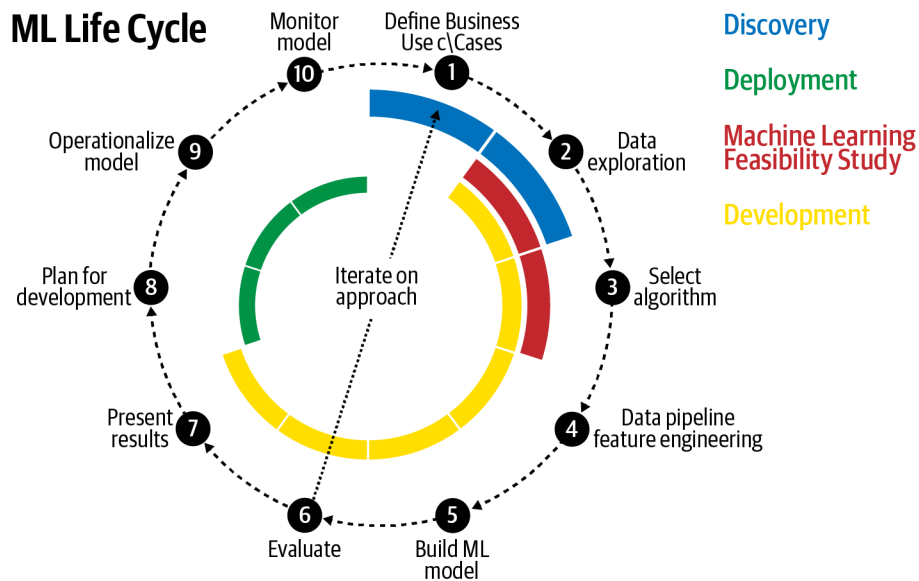 ML Life Cycle
Discovery
Deployment
Machine Learning
Feasibility Study
Development
1
Define Business
Use c\Cases
2
Data
exploration
3
Select
algorithm
4
Data pipeline
feature engineering
5
Build ML
model
6
Evaluate
7
Present
results
8
Plan for
development
9
Operationalize
model
10
Monitor
model
Iterate on
approach